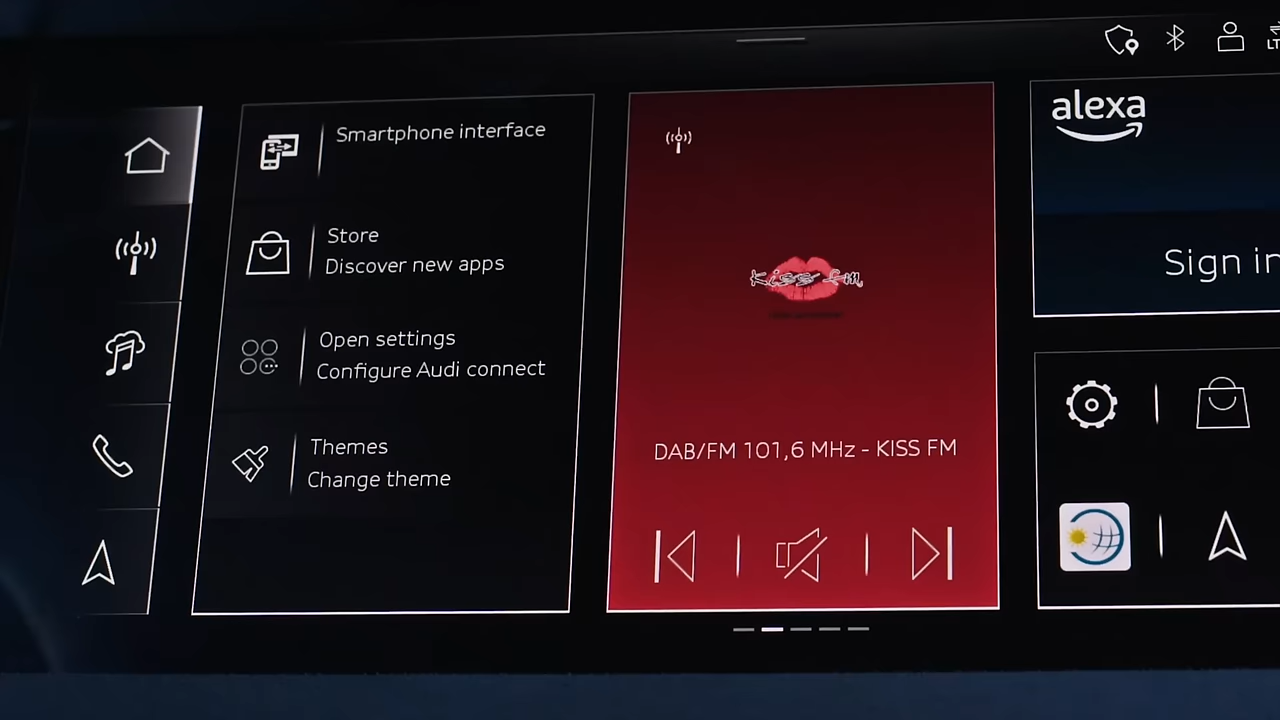 LT
Smartphone interface
Store
Discover new apps
Open settings
Configure Audi connect
Themes
Change theme
Kiss fm
DAB/FM 101,6 MHz - KISS FM
alexa
Sign in